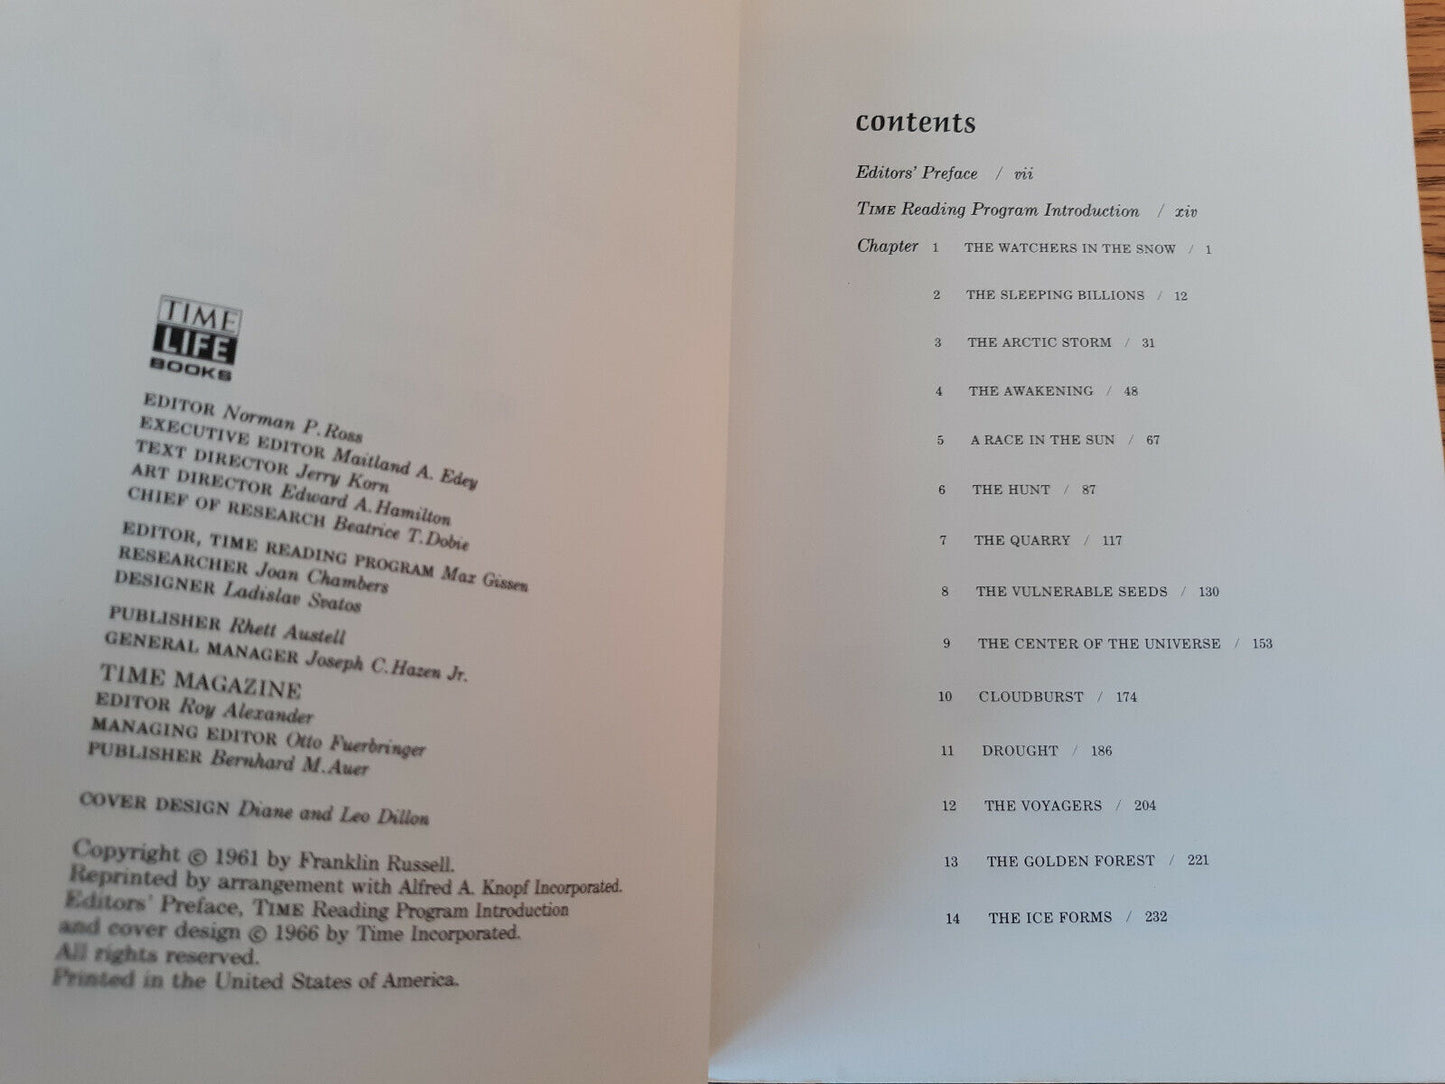 TIME
LIFE
BOOKS
EDITOR Norman P. Ross
EXECUTIVE EDITOR Maitland A. Edey
TEXT DIRECTOR Jerry Korn
ART DIRECTOR Edward A. Hamilton
CHIEF OF RESEARCH Beatrice T. Dobie
EDITOR, TIME READING PROGRAM Max Gissen
RESEARCHER Joan Chambers
DESIGNER Ladislav Svatos
PUBLISHER Rhett Austell
GENERAL MANAGER Joseph C. Hazen Jr.
TIME MAGAZINE
EDITOR Roy Alexander
MANAGING EDITOR Otto Fuerbringer
PUBLISHER Bernhard M. Auer
COVER DESIGN Diane and Leo Dillon
Copyright © 1961 by Franklin Russell.
Reprinted by arrangement with Alfred A. Knopf Incorporated.
Editors' Preface, TIME Reading Program Introduction
and cover design © 1966 by Time Incorporated.
All rights reserved.
Printed in the United States of America.
contents
Editors' Preface / vii
TIME Reading Program Introduction / xiv
Chapter 1 THE WATCHERS IN THE SNOW / 1
2 THE SLEEPING BILLIONS / 12
3 THE ARCTIC STORM / 31
4 THE AWAKENING / 48
5 A RACE IN THE SUN / 67
6 THE HUNT / 87
7 THE QUARRY / 117
8 THE VULNERABLE SEEDS / 130
9 THE CENTER OF THE UNIVERSE / 153
10 CLOUDBURST / 174
11 DROUGHT / 186
12 THE VOYAGERS / 204
13 THE GOLDEN FOREST / 221
14 THE ICE FORMS / 232